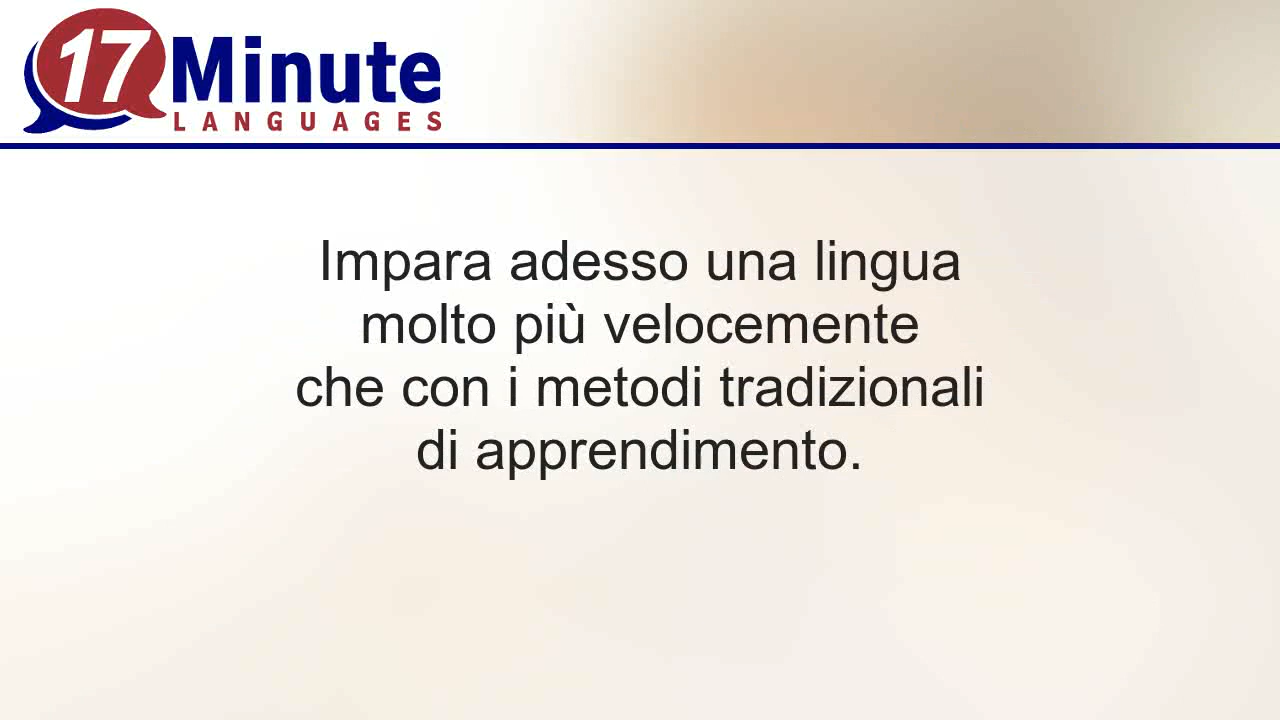 17 Minute
LANGUAGES
Impara adesso una lingua
molto più velocemente
che con i metodi tradizionali
di apprendimento.